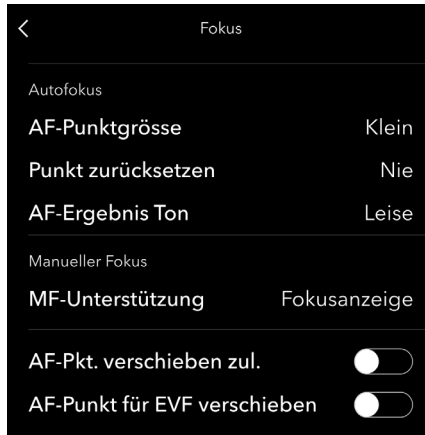 Fokus
Autofokus
AF-Punktgrösse Klein
Punkt zurücksetzen Nie
AF-Ergebnis Ton Leise
Manueller Fokus
MF-Unterstützung Fokusanzeige
AF-Pkt. verschieben zul.
AF-Punkt für EVF verschieben